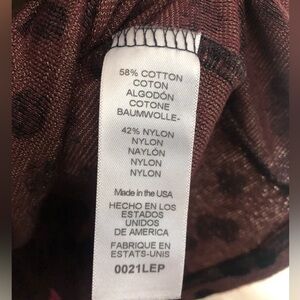 58% COTTON
COTON
ALGODÓN
COTONE
BAUMWOLLE-
42% NYLON
NYLON
NAYLÓN
NYLON
NYLON
Made in the USA
HECHO EN LOS
ESTADOS
UNIDOS
DE AMERICA
FABRIQUE EN
ESTATS-UNIS
0021LEP